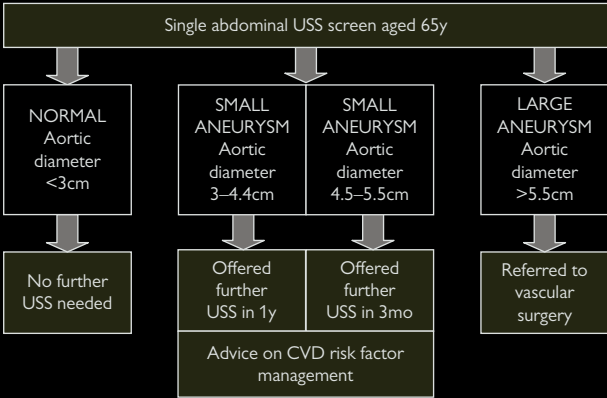 Single abdominal USS screen aged 65y
NORMAL
Aortic
diameter
<3cm
SMALL
ANEURYSM
Aortic
diameter
3–4.4cm
SMALL
ANEURYSM
Aortic
diameter
4.5–5.5cm
LARGE
ANEURYSM
Aortic
diameter
>5.5cm
No further
USS needed
Offered
further
USS in 1y
Offered
further
USS in 3mo
Referred to
vascular
surgery
Advice on CVD risk factor
management